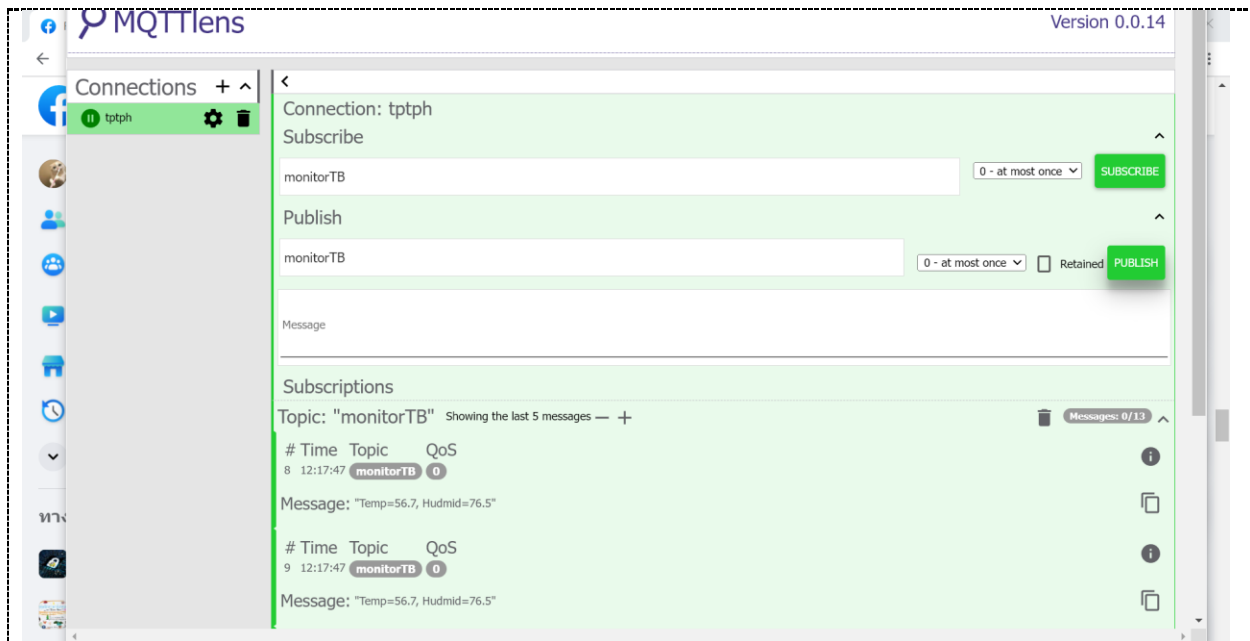 MQTTlens
Version 0.0.14
Connections
tptph
Connection: tptph
Subscribe
monitorTB
0 - at most once
SUBSCRIBE
Publish
monitorTB
0 - at most once
Retained
PUBLISH
Message
Subscriptions
Topic: "monitorTB" Showing the last 5 messages
Messages: 0/13
# Time Topic QoS
8 12:17:47 monitorTB 0
Message: "Temp=56.7, Hudmid=76.5"
# Time Topic QoS
9 12:17:47 monitorTB 0
Message: "Temp=56.7, Hudmid=76.5"